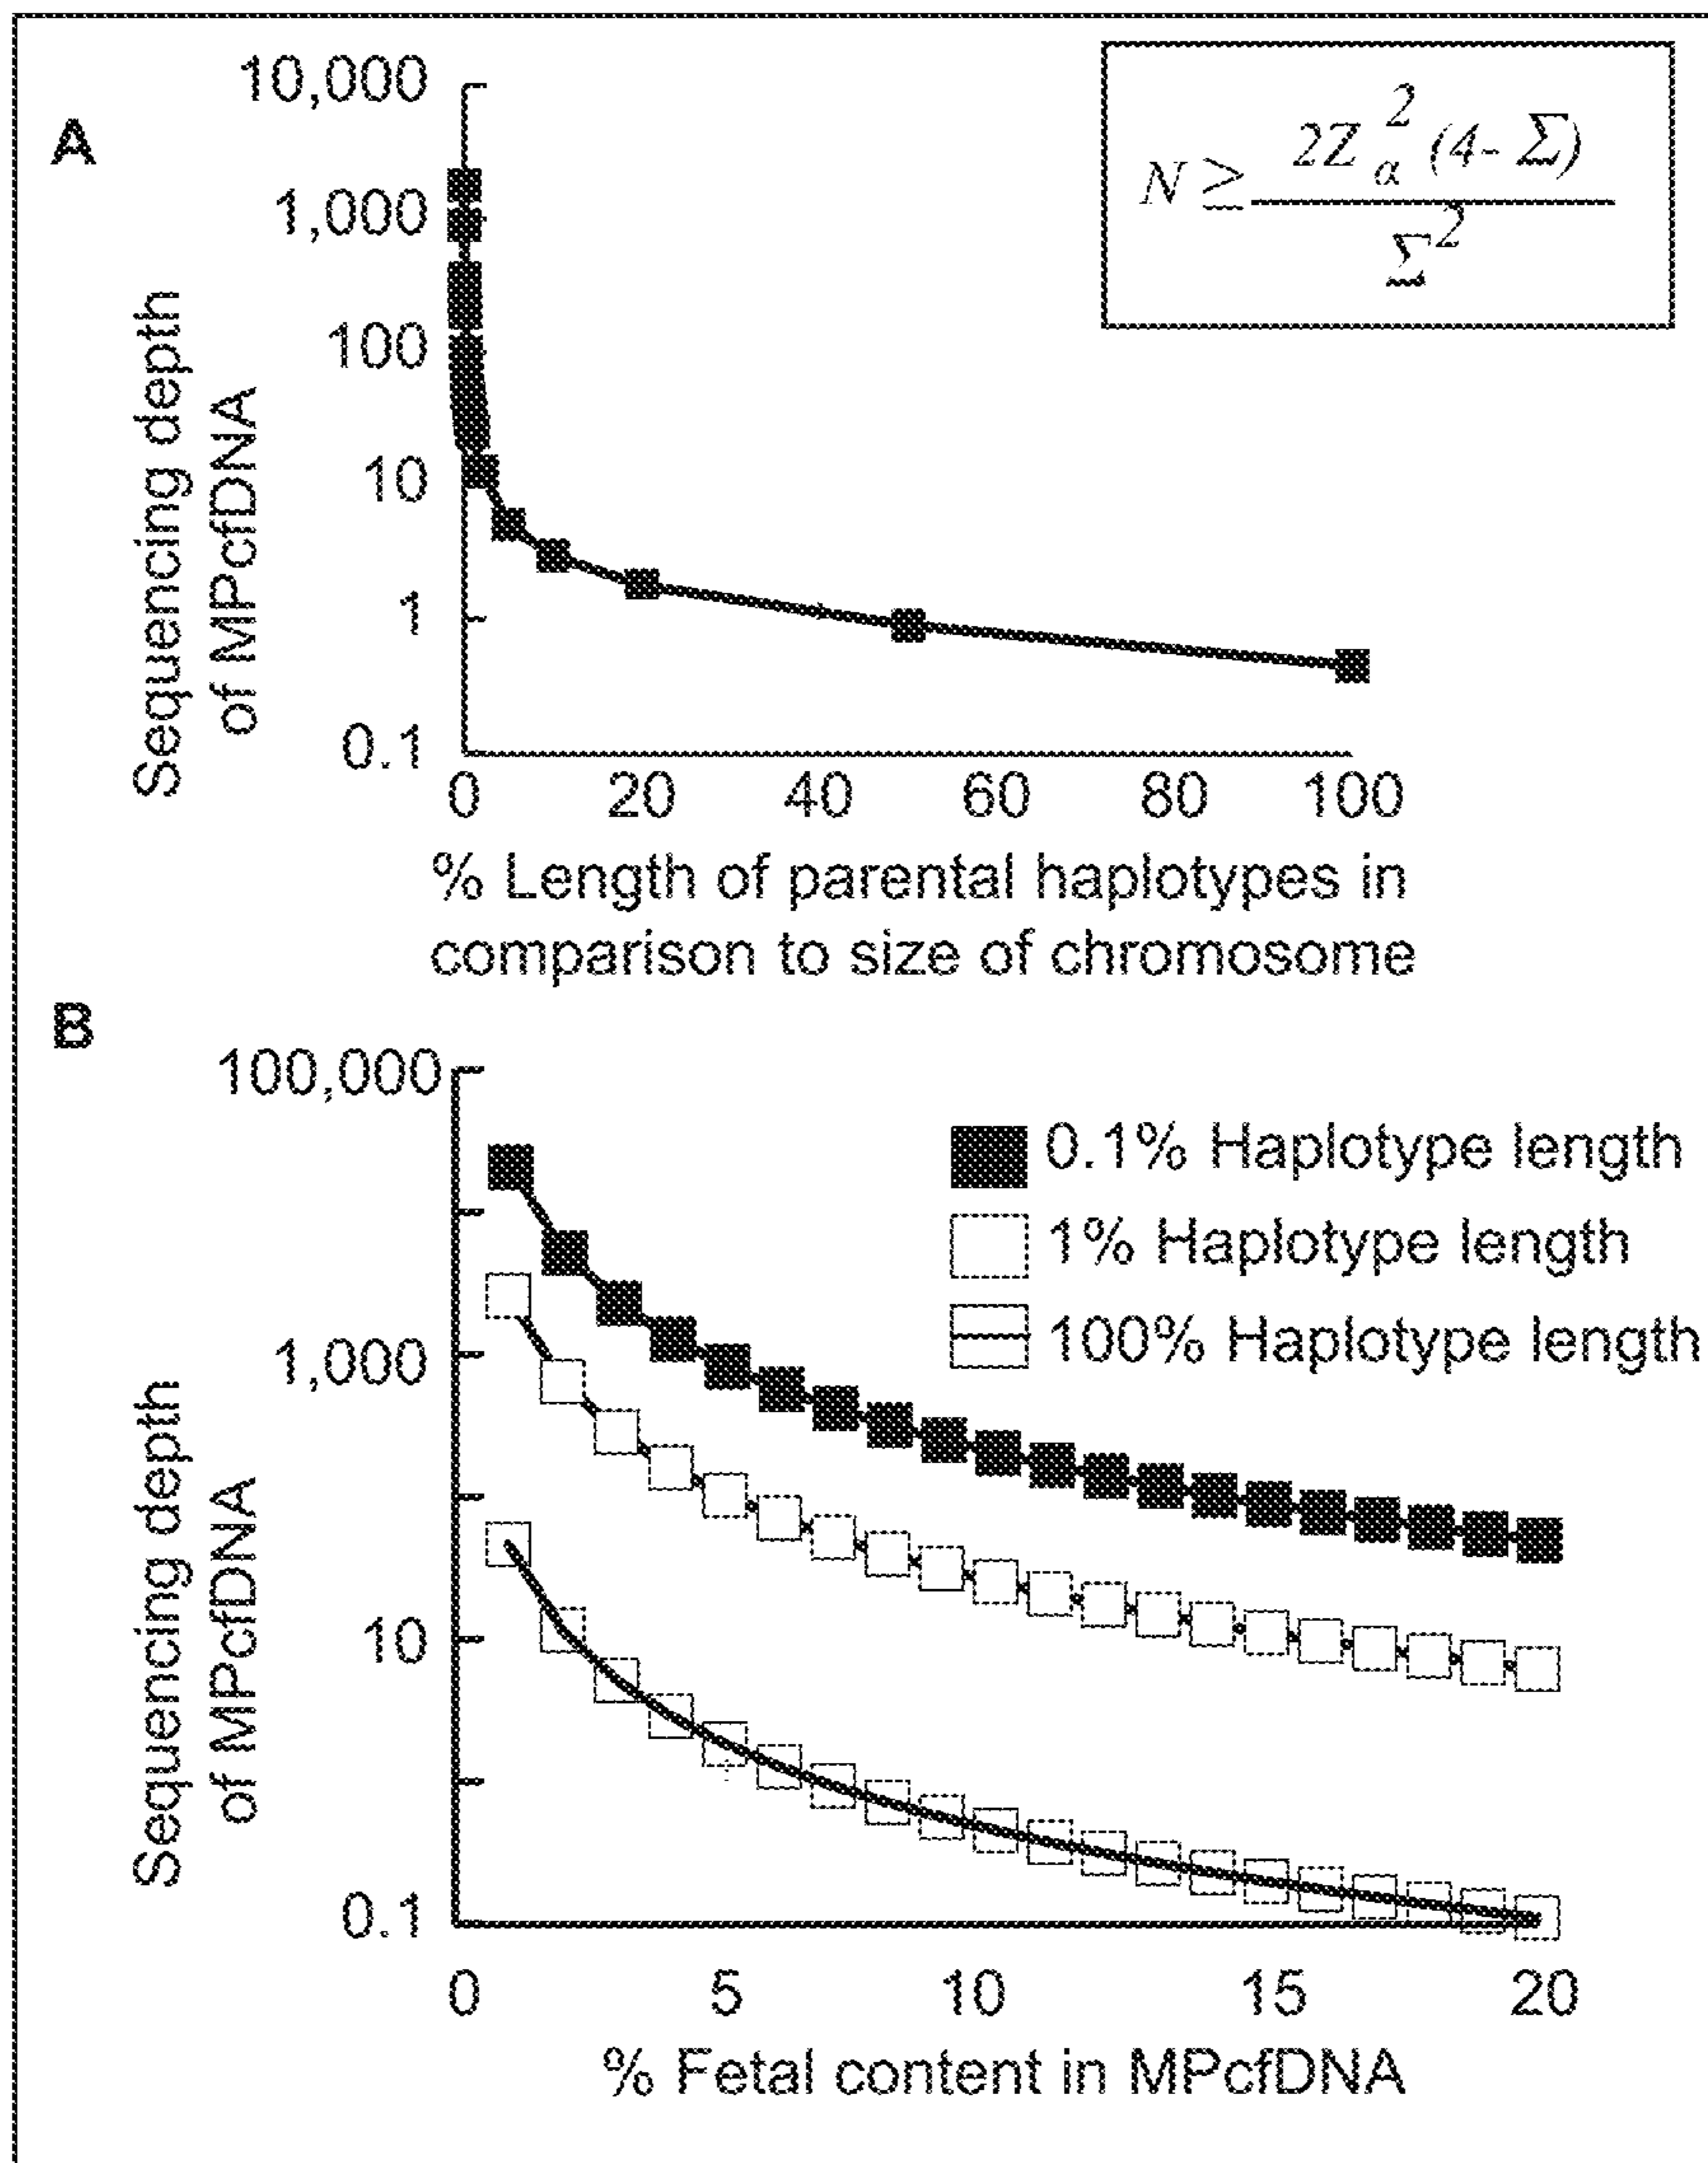 A
10,000
1,000
100
10
1
0.1
Sequencing depth
of MPcfDNA
N ≥ 2Z²α (4- Σ)
Σ²
0 20 40 60 80 100
% Length of parental haplotypes in
comparison to size of chromosome
B
100,000
1,000
10
0.1
Sequencing depth
of MPcfDNA
0.1% Haplotype length
1% Haplotype length
100% Haplotype length
0 5 10 15 20
% Fetal content in MPcfDNA